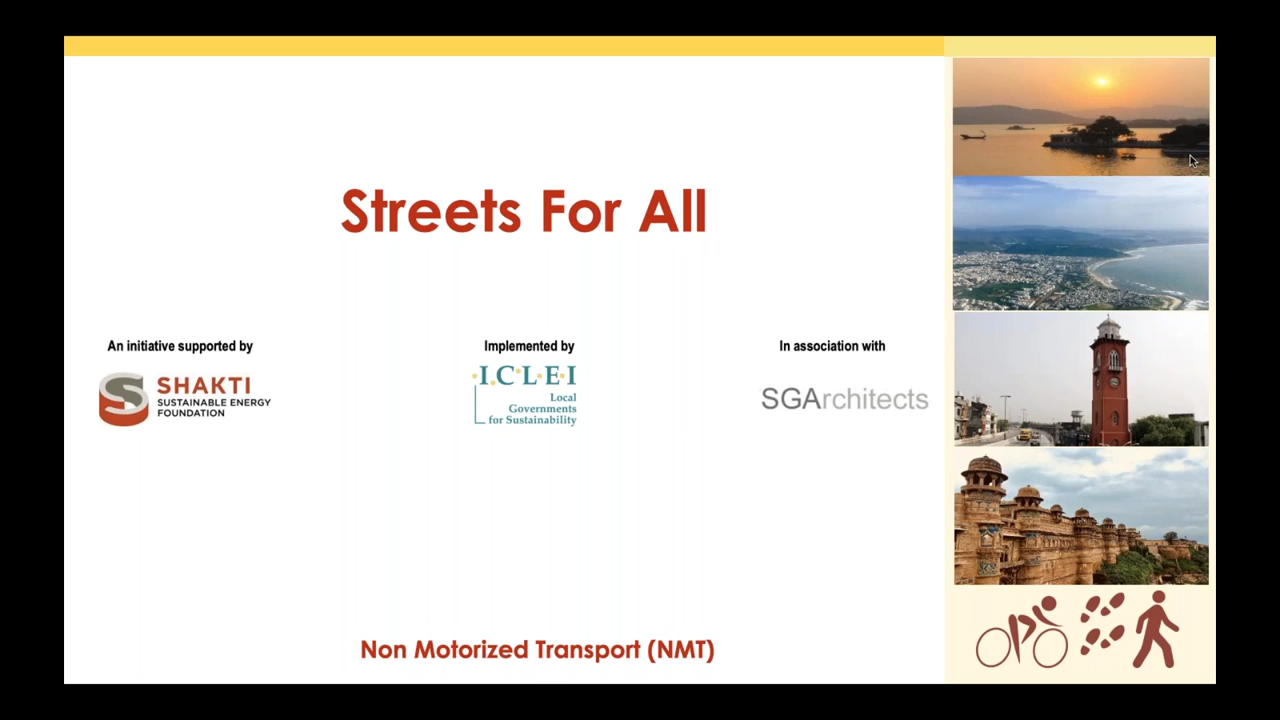 Streets For All
An initiative supported by
SHAKTI
SUSTAINABLE ENERGY
FOUNDATION
Implemented by
I.C.L.E.I
Local
Governments
for Sustainability
In association with
SGArchitects
Non Motorized Transport (NMT)